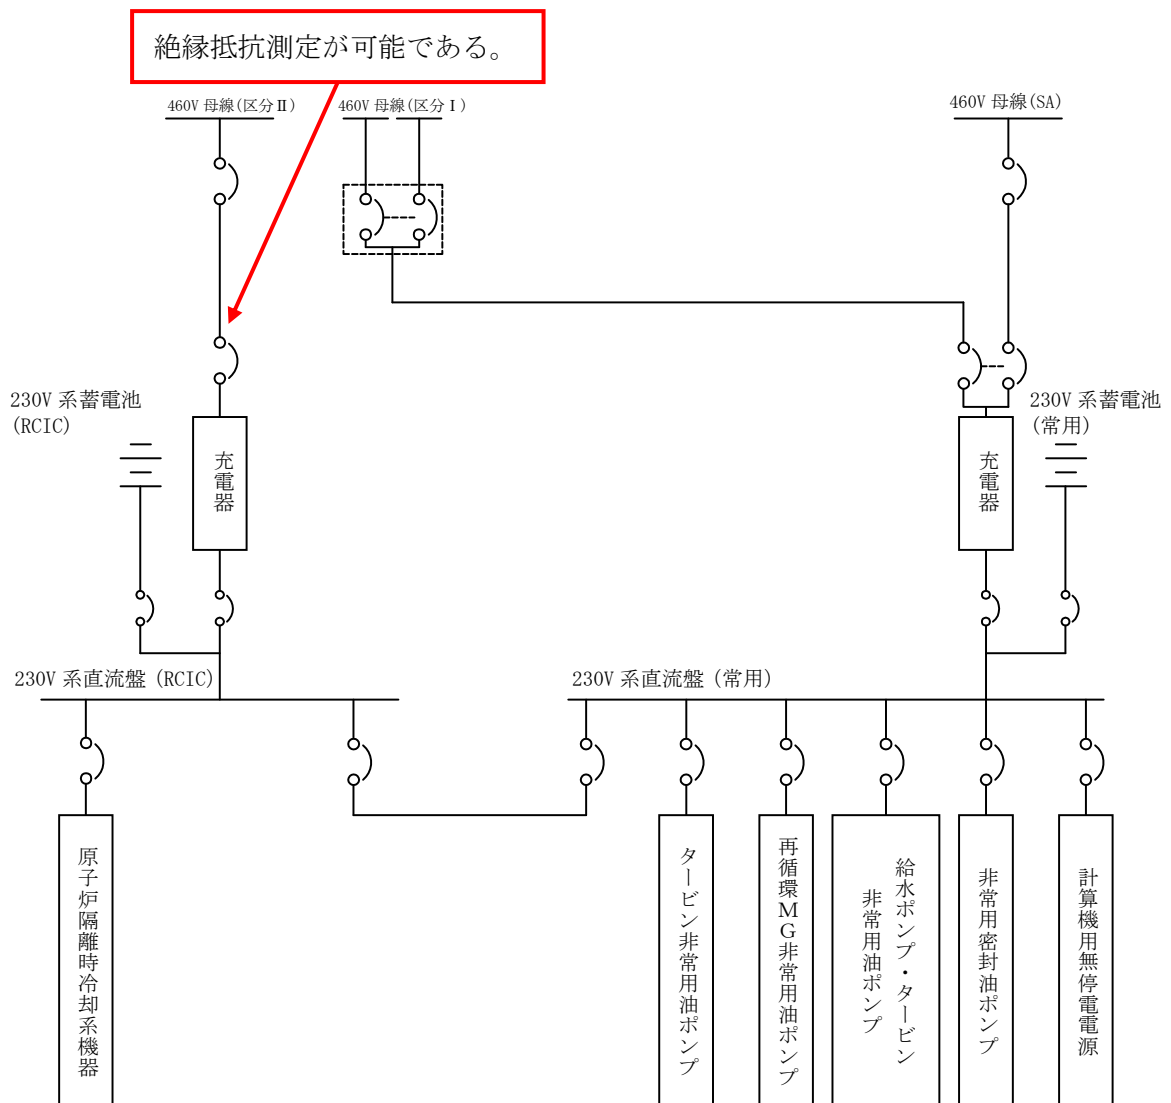 絶縁抵抗測定が可能である。
460V 母線(区分Ⅱ)
460V 母線(区分Ⅰ)
460V 母線(SA)
230V 系蓄電池
(RCIC)
充電器
充電器
230V 系蓄電池
(常用)
230V 系直流盤 (RCIC)
230V 系直流盤 (常用)
原子炉隔離時冷却系機器
タービン非常用油ポンプ
再循環MG非常用油ポンプ
給水ポンプ・タービン
非常用油ポンプ
非常用密封油ポンプ
計算機用無停電電源